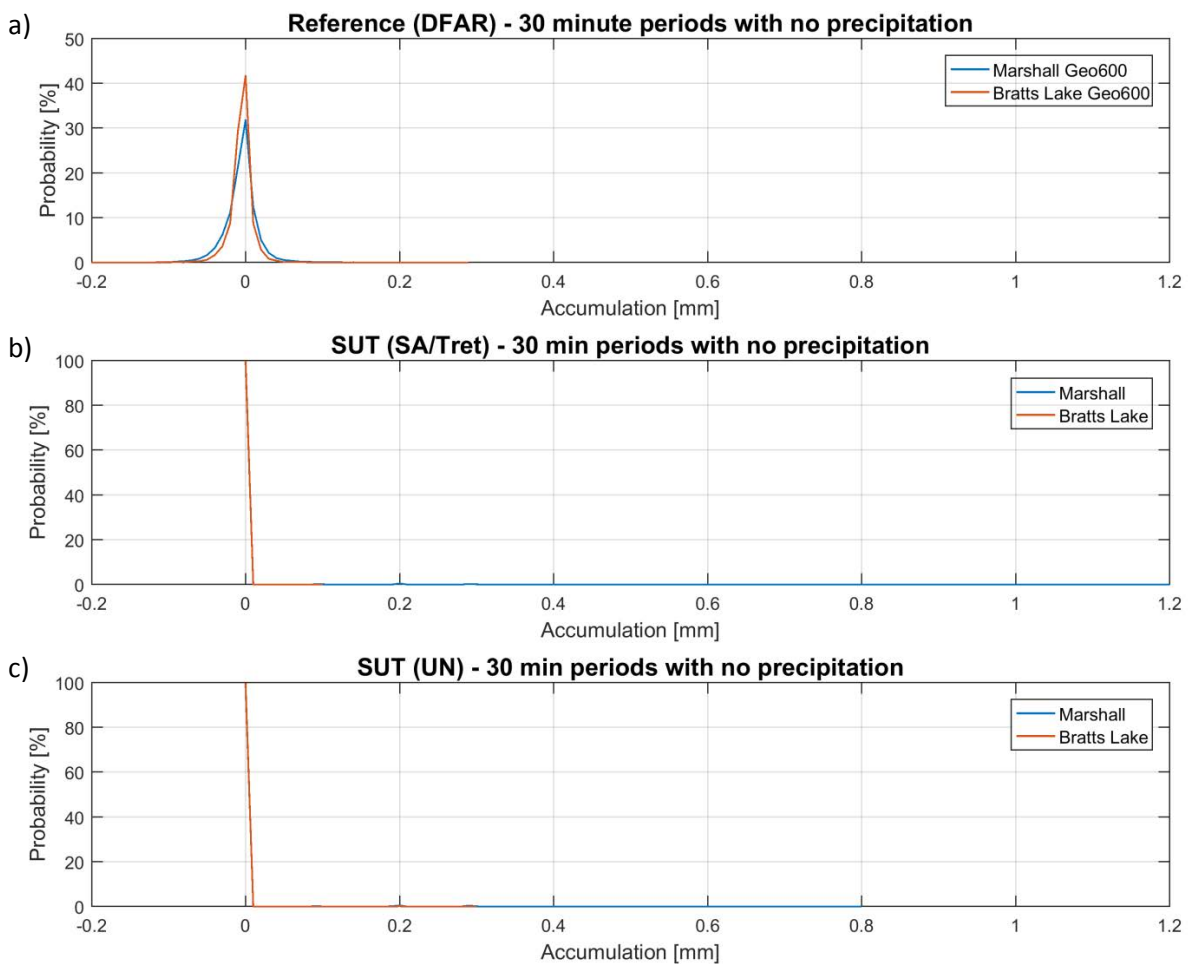 a)
Reference (DFAR) - 30 minute periods with no precipitation
Probability [%]
50
40
30
20
10
0
Marshall Geo600
Bratts Lake Geo600
-0.2 0 0.2 0.4 0.6 0.8 1 1.2
Accumulation [mm]
b)
SUT (SA/Tret) - 30 min periods with no precipitation
Probability [%]
100
80
60
40
20
0
Marshall
Bratts Lake
-0.2 0 0.2 0.4 0.6 0.8 1 1.2
Accumulation [mm]
c)
SUT (UN) - 30 min periods with no precipitation
Probability [%]
100
80
60
40
20
0
Marshall
Bratts Lake
-0.2 0 0.2 0.4 0.6 0.8 1 1.2
Accumulation [mm]